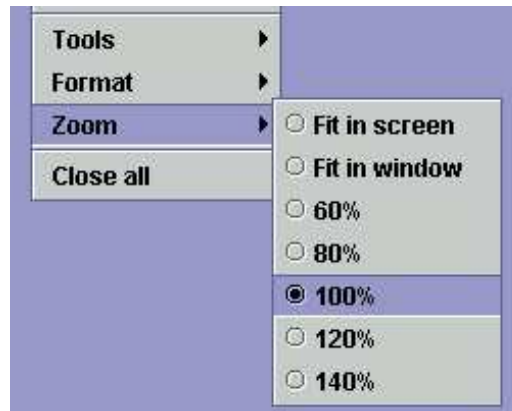 Tools
Format
Zoom
Close all
Fit in screen
Fit in window
60%
80%
100%
120%
140%